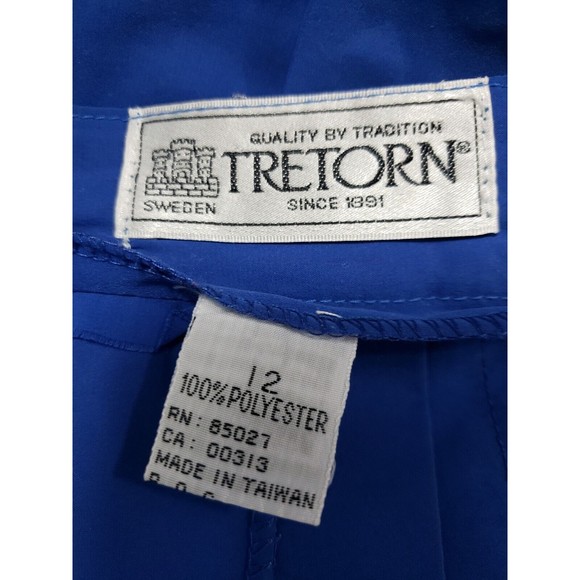 QUALITY BY TRADITION
TRETORN®
SWEDEN
SINCE 1891
12
100% POLYESTER
RN: 85027
CA: 00313
MADE IN TAIWAN
R.O.C